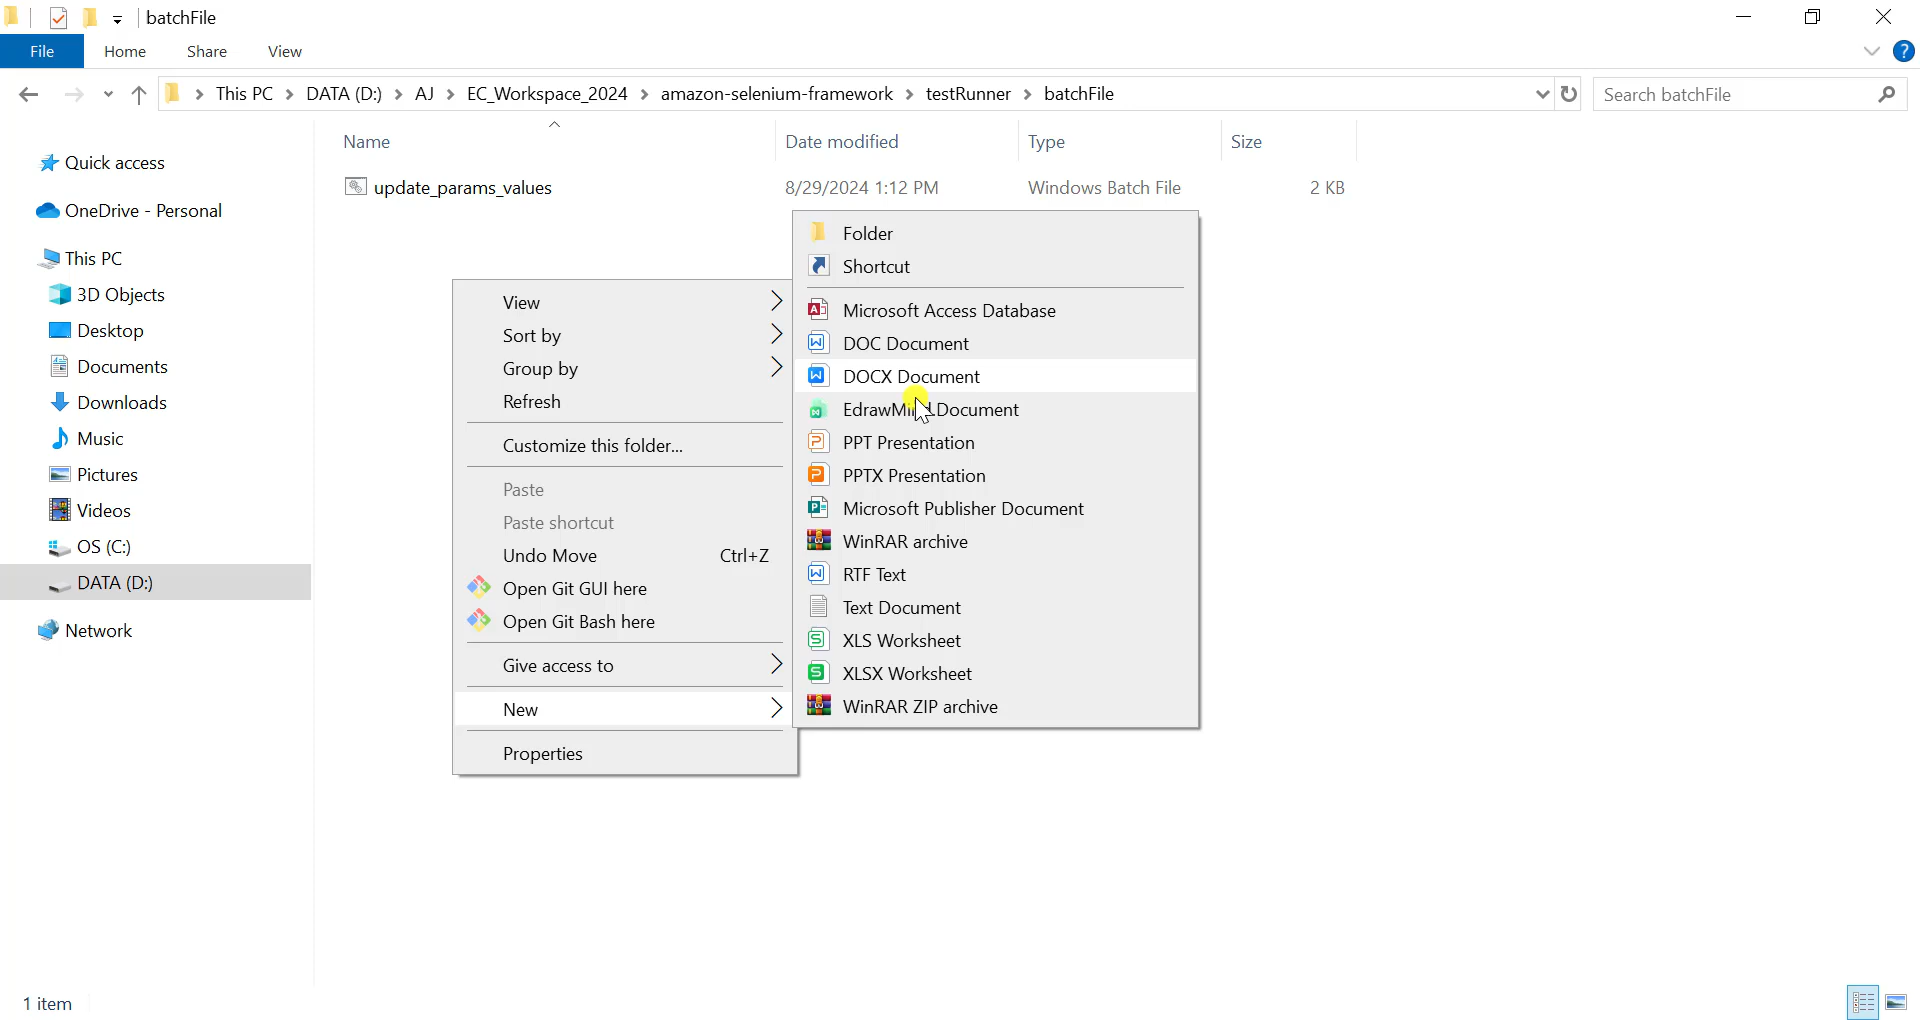 batchFile
File Home Share View
This PC DATA (D:) AJ EC_Workspace_2024 amazon-selenium-framework testRunner batchFile
Search batchFile
Name Date modified Type Size
update_params_values 8/29/2024 1:12 PM Windows Batch File 2 KB
Quick access
OneDrive - Personal
This PC
3D Objects
Desktop
Documents
Downloads
Music
Pictures
Videos
OS (C:)
DATA (D:)
Network
View
Sort by
Group by
Refresh
Customize this folder...
Paste
Paste shortcut
Undo Move Ctrl+Z
Open Git GUI here
Open Git Bash here
Give access to
New
Properties
Folder
Shortcut
Microsoft Access Database
DOC Document
DOCX Document
Document
PPT Presentation
PPTX Presentation
Microsoft Publisher Document
WinRAR archive
RTF Text
Text Document
XLS Worksheet
XLSX Worksheet
WinRAR ZIP archive
1 item